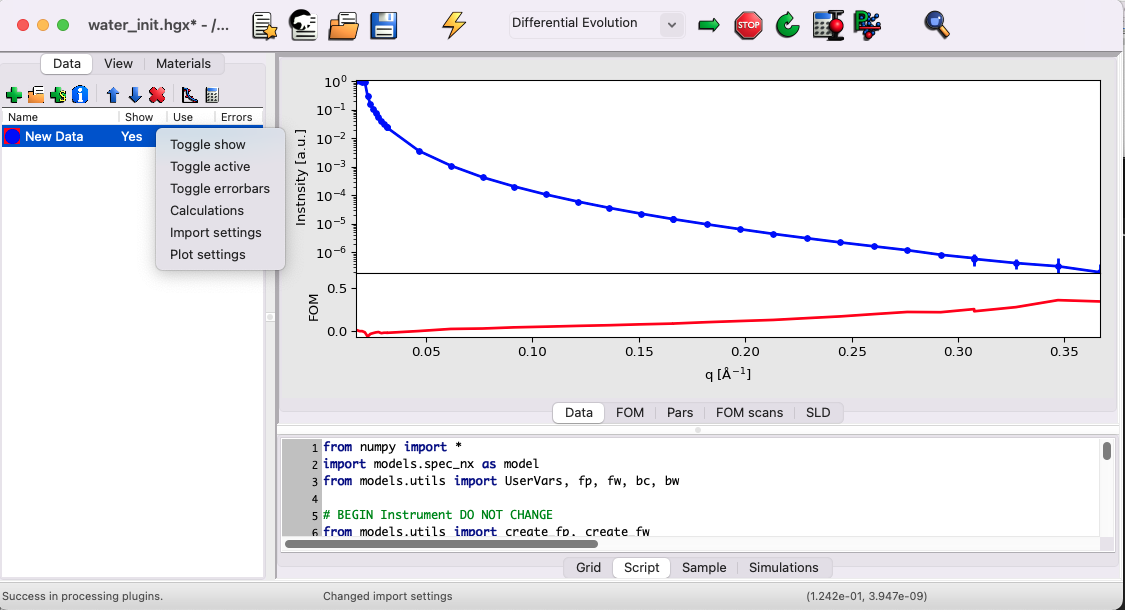 water_init.hgx* - /...
STOP
Differential Evolution
Data View Materials
Name Show Use Errors
New Data Yes
Toggle show
Toggle active
Toggle errorbars
Calculations
Import settings
Plot settings
Instnsity [a.u.]
10⁰
10⁻¹
10⁻²
10⁻³
10⁻⁴
10⁻⁵
10⁻⁶
FOM
0.5
0.0
0.05 0.10 0.15 0.20 0.25 0.30 0.35
q [Å⁻¹]
Data FOM Pars FOM scans SLD
1 from numpy import *
2 import models.spec_nx as model
3 from models.utils import UserVars, fp, fw, bc, bw
4
5 # BEGIN Instrument DO NOT CHANGE
6 from models.utils import create_fp, create_fw
Grid Script Sample Simulations
Success in processing plugins. Changed import settings (1.242e-01, 3.947e-09)